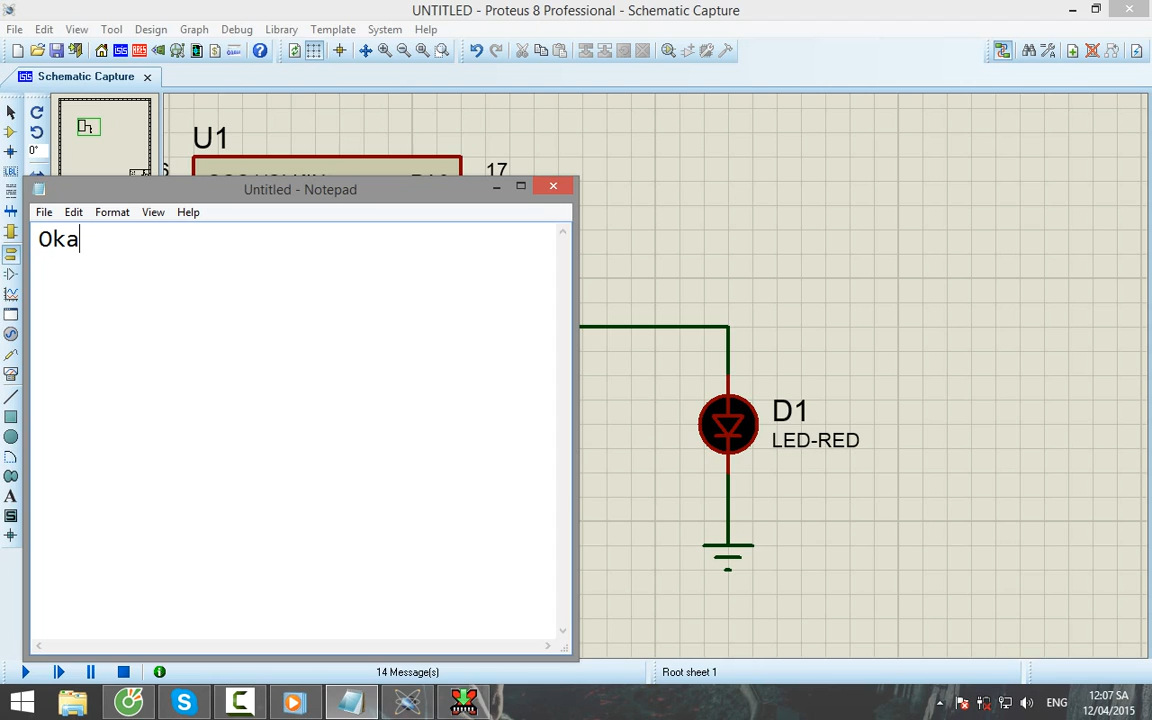 UNTITLED - Proteus 8 Professional - Schematic Capture
File Edit View Tool Design Graph Debug Library Template System Help
Schematic Capture
0°
U1
17
Untitled - Notepad
File Edit Format View Help
Oka
D1
LED-RED
14 Message(s)
Root sheet 1
ENG
12:07 SA
12/04/2015